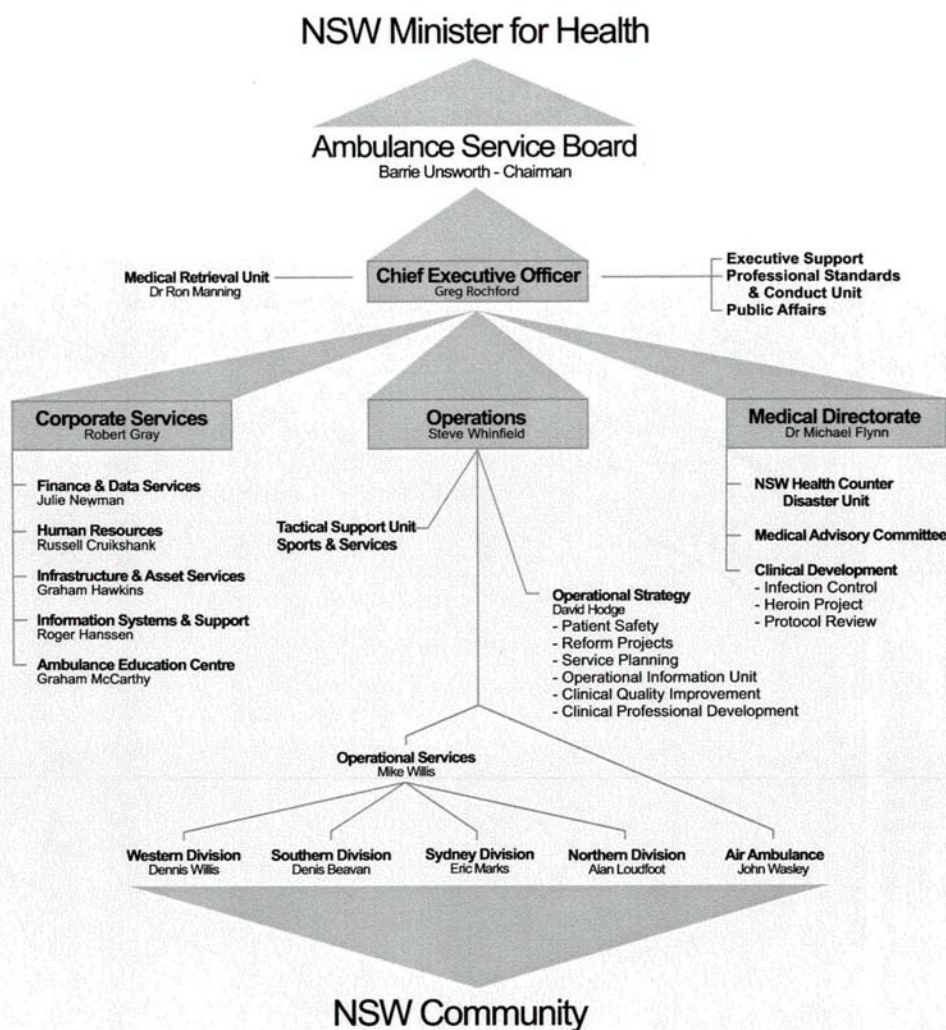 NSW Minister for Health
Ambulance Service Board
Barrie Unsworth - Chairman
Medical Retrieval Unit
Dr Ron Manning
Chief Executive Officer
Greg Rochford
Executive Support
Professional Standards
& Conduct Unit
Public Affairs
Corporate Services
Robert Gray
Finance & Data Services
Julie Newman
Human Resources
Russell Cruikshank
Infrastructure & Asset Services
Graham Hawkins
Information Systems & Support
Roger Hanssen
Ambulance Education Centre
Graham McCarthy
Operations
Steve Whinfield
Tactical Support Unit
Sports & Services
Operational Strategy
David Hodge
- Patient Safety
- Reform Projects
- Service Planning
- Operational Information Unit
- Clinical Quality Improvement
- Clinical Professional Development
Medical Directorate
Dr Michael Flynn
NSW Health Counter
Disaster Unit
Medical Advisory Committee
Clinical Development
- Infection Control
- Heroin Project
- Protocol Review
Operational Services
Mike Willis
Western Division
Dennis Willis
Southern Division
Denis Beavan
Sydney Division
Eric Marks
Northern Division
Alan Loudfoot
Air Ambulance
John Wasley
NSW Community